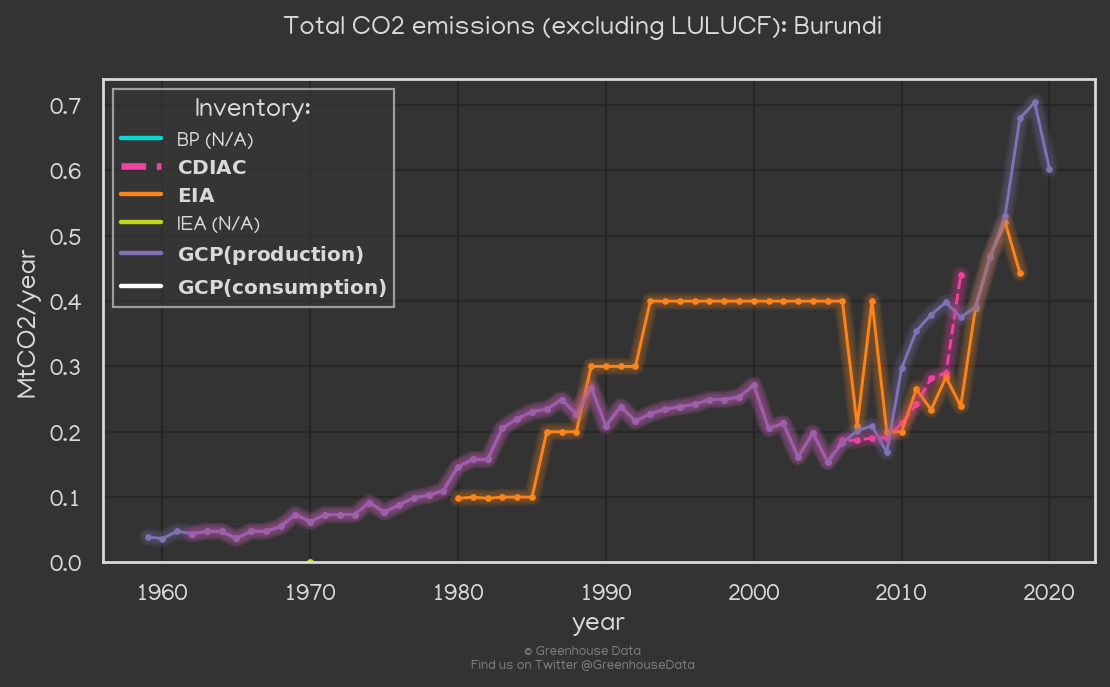 Total CO2 emissions (excluding LULUCF): Burundi
Inventory:
BP (N/A)
CDIAC
EIA
IEA (N/A)
GCP(production)
GCP(consumption)
MtCO2/year
0.7
0.6
0.5
0.4
0.3
0.2
0.1
0.0
1960 1970 1980 1990 2000 2010 2020
year
© Greenhouse Data
Find us on Twitter @GreenhouseData